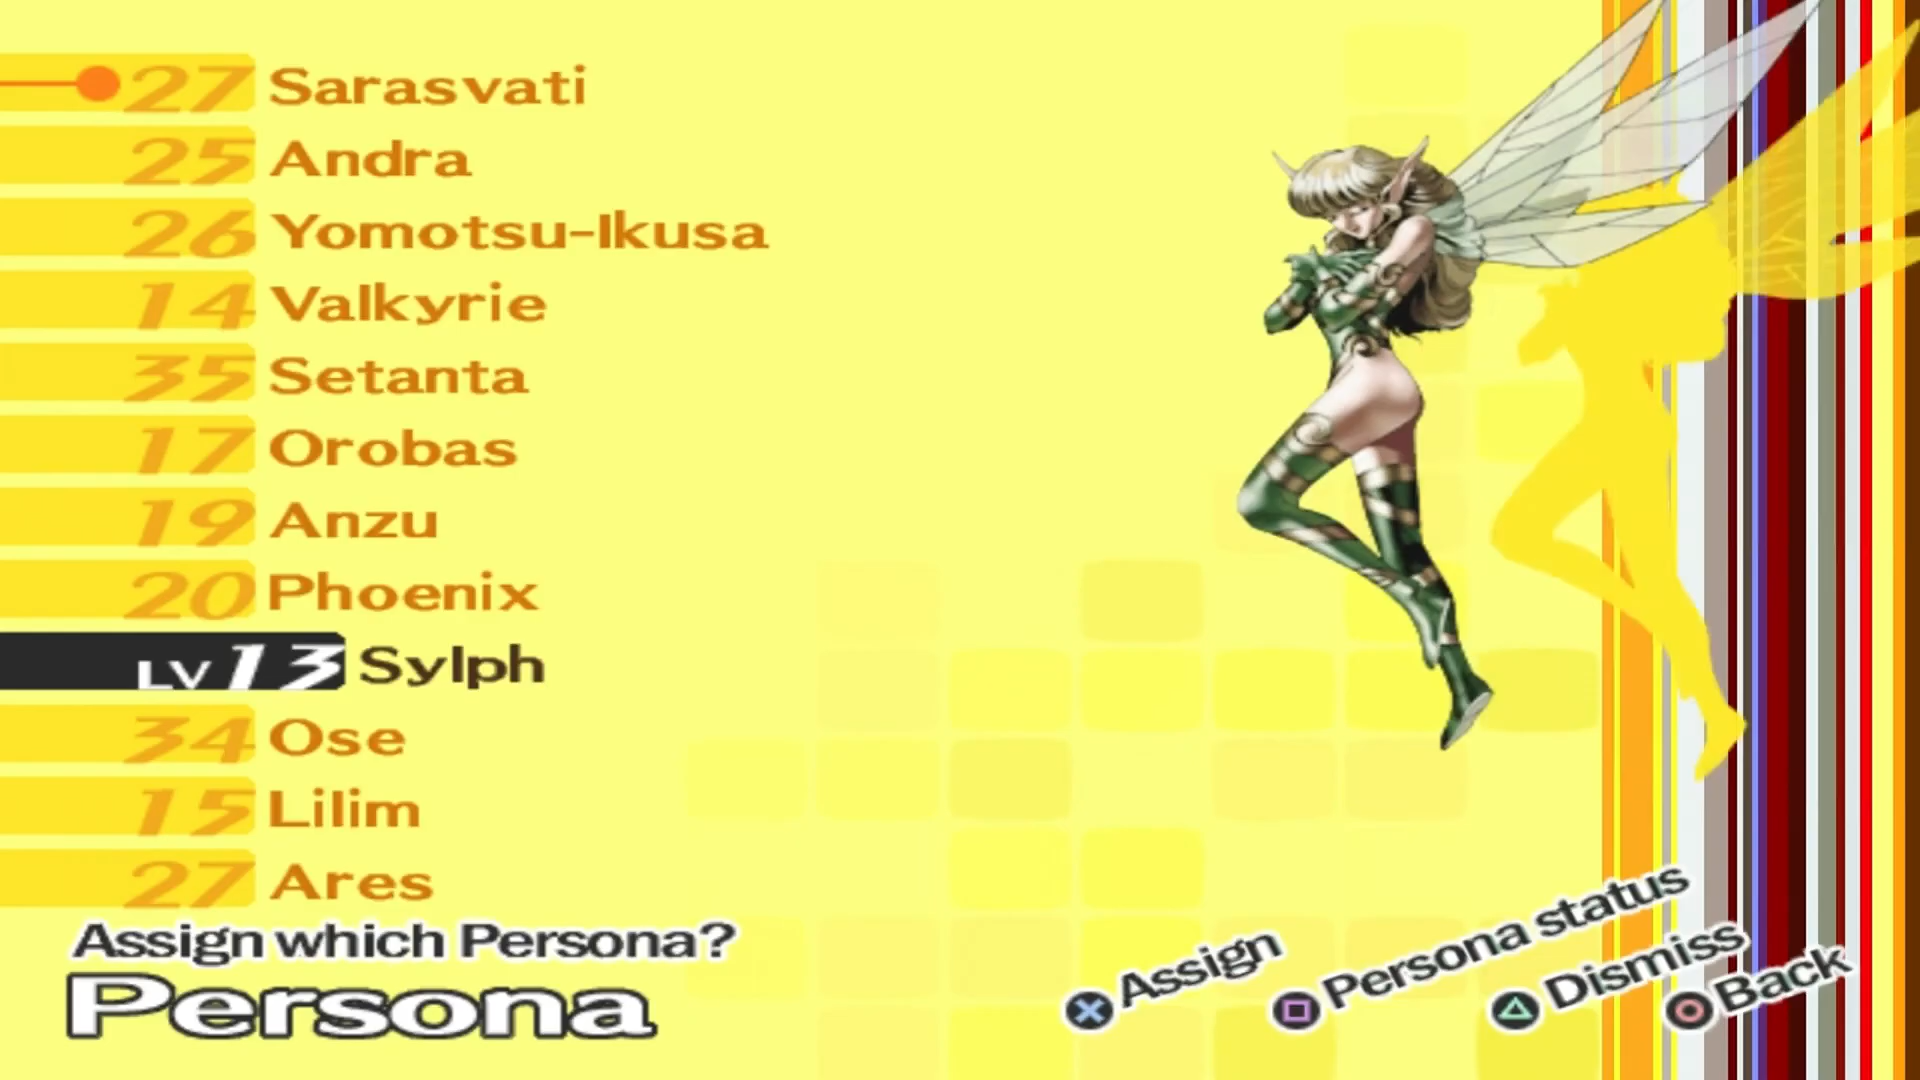 27 Sarasvati
25 Andra
26 Yomotsu-Ikusa
14 Valkyrie
35 Setanta
17 Orobas
19 Anzu
20 Phoenix
LV 13 Sylph
34 Ose
15 Lilim
27 Ares
Assign which Persona?
Persona
Assign
Persona status
Dismiss
Back